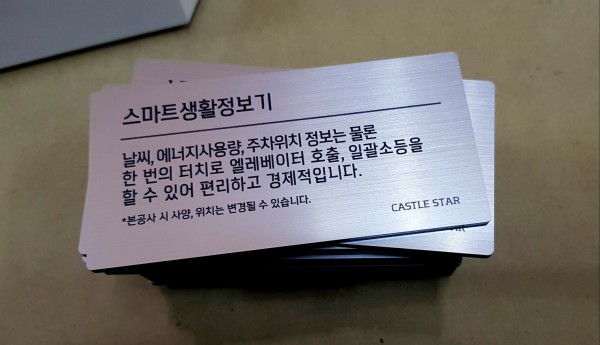 스마트생활정보기
날씨, 에너지사용량, 주차위치 정보는 물론
한 번의 터치로 엘레베이터 호출, 일괄소등을
할 수 있어 편리하고 경제적입니다.
*본공사 시 사양, 위치는 변경될 수 있습니다.
CASTLE STAR